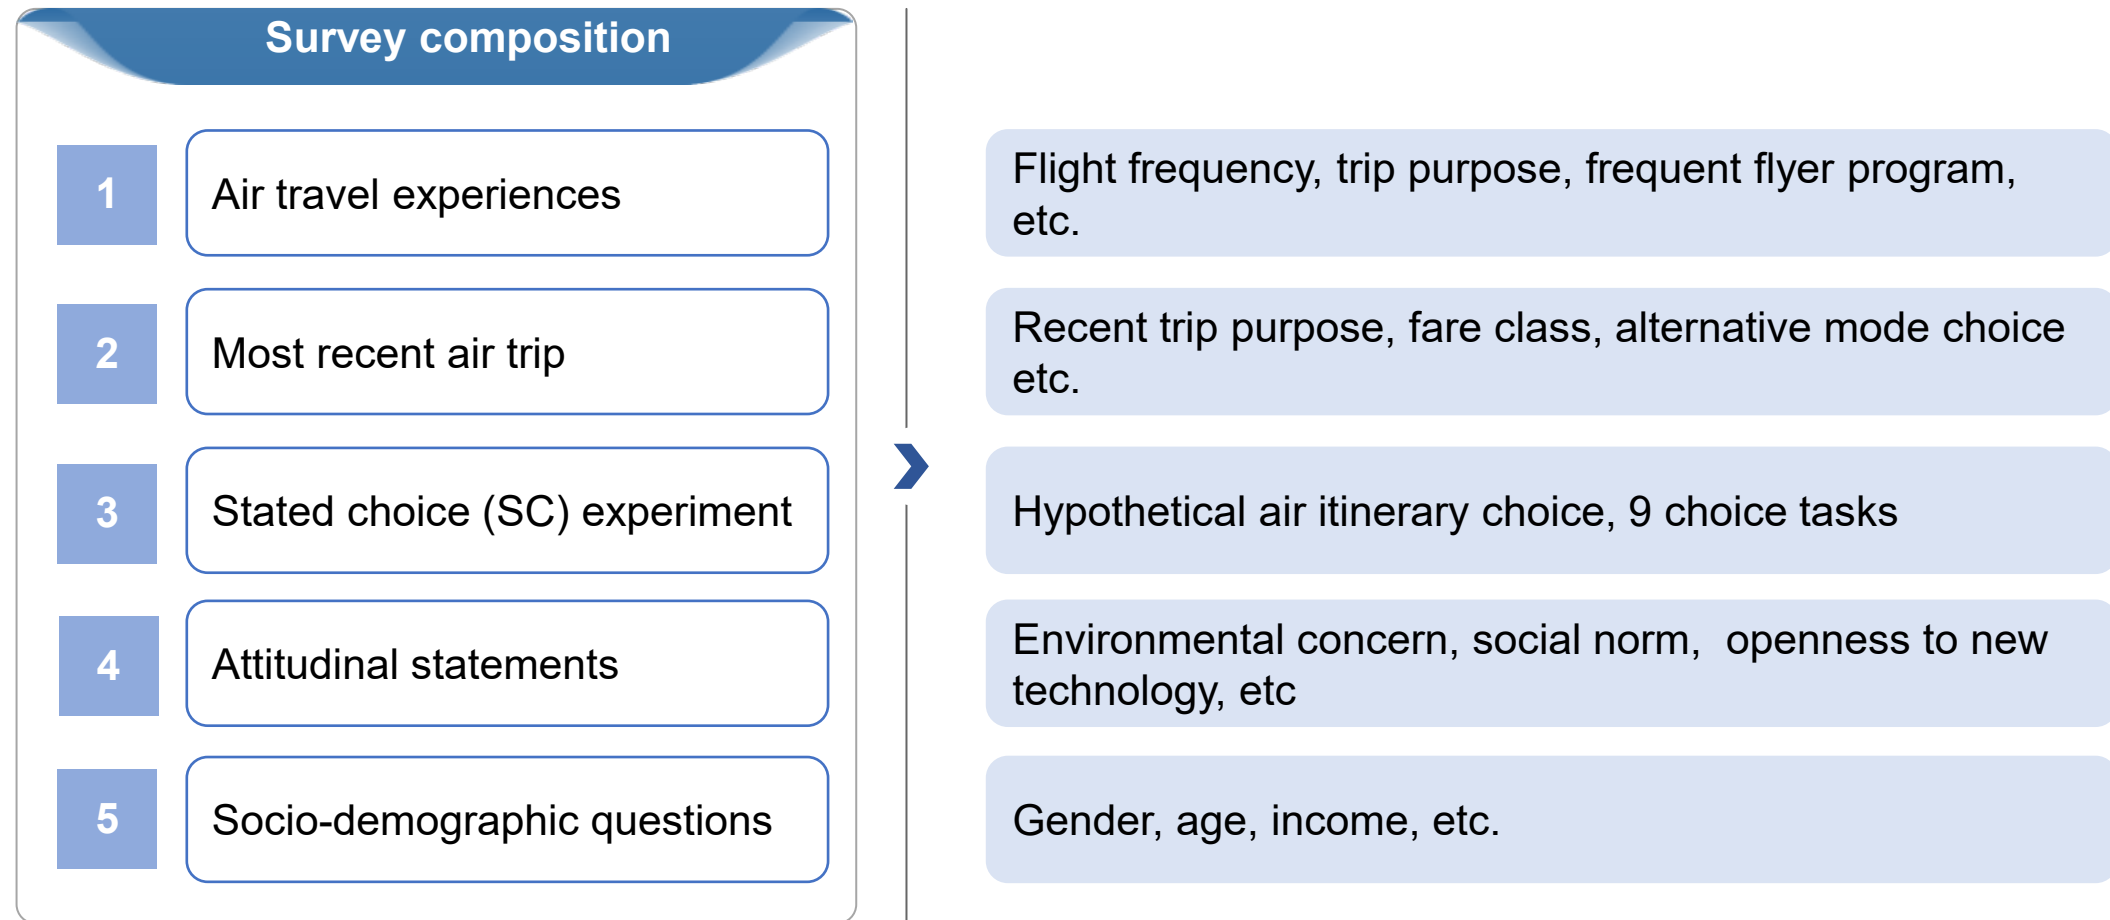 Survey composition
1
Air travel experiences
Flight frequency, trip purpose, frequent flyer program,
etc.
2
Most recent air trip
Recent trip purpose, fare class, alternative mode choice
etc.
3
Stated choice (SC) experiment
Hypothetical air itinerary choice, 9 choice tasks
4
Attitudinal statements
Environmental concern, social norm,  openness to new
technology, etc
5
Socio-demographic questions
Gender, age, income, etc.